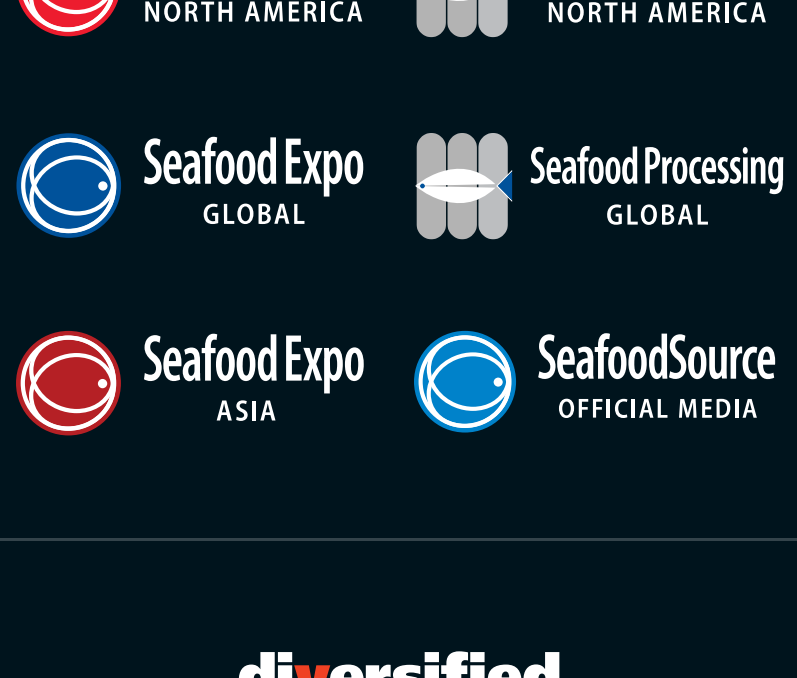 NORTH AMERICA
NORTH AMERICA
Seafood Expo
GLOBAL
Seafood Processing
GLOBAL
Seafood Expo
ASIA
SeafoodSource
OFFICIAL MEDIA
diversified